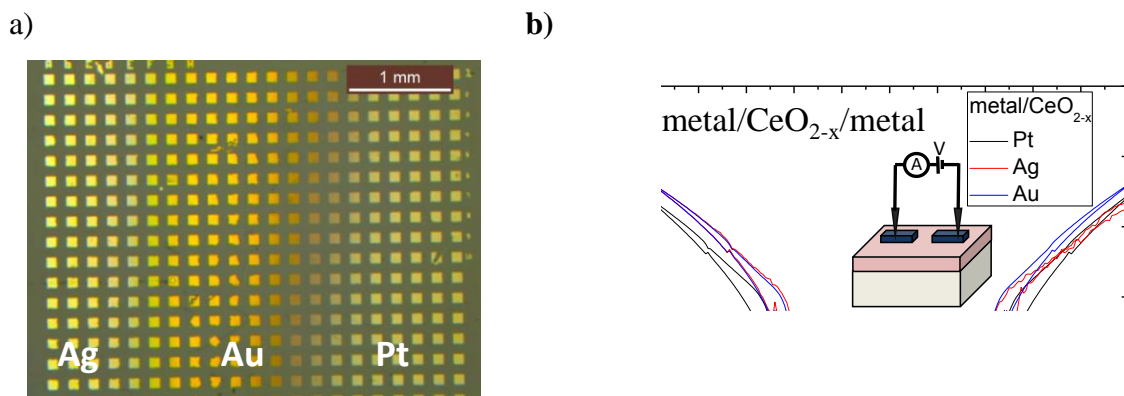 a)
b)
A b C d E F g H
1 mm
Ag Au Pt
metal/CeO₂₋ₓ/metal
metal/CeO₂₋ₓ
Pt
Ag
Au
A
V